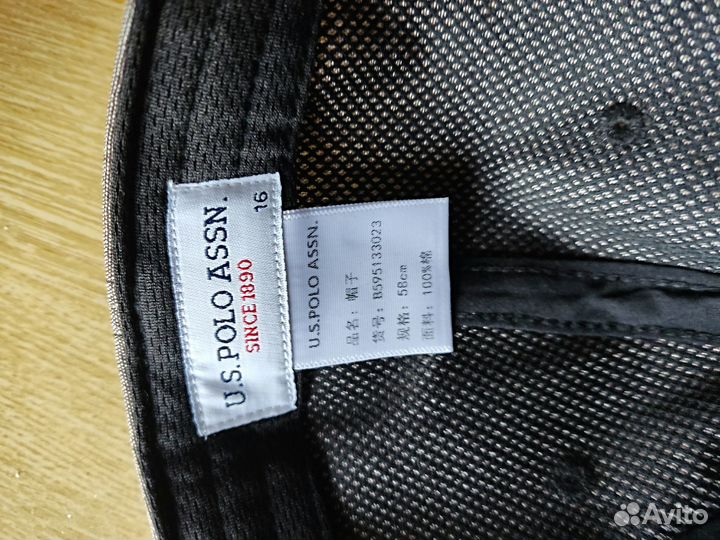 U.S. POLO ASSN.
SINCE 1890
16
U.S.POLO ASSN.
品名: 帽子
货号: B595133023
规格: 58cm
面料: 100%棉
Avito